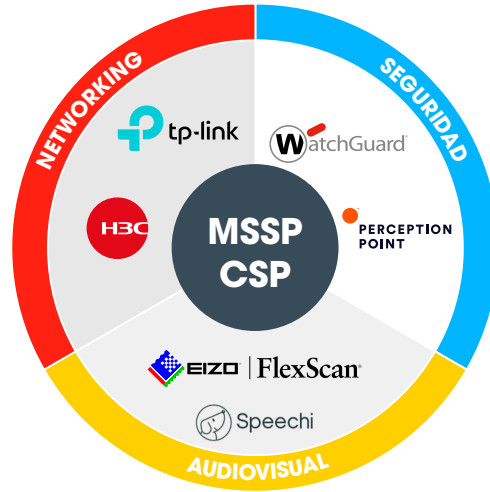 NETWORKING
SEGURIDAD
tp-link
WatchGuard
H3C
PERCEPTION
POINT
MSSP
CSP
EIZO | FlexScan
Speechi
AUDIOVISUAL